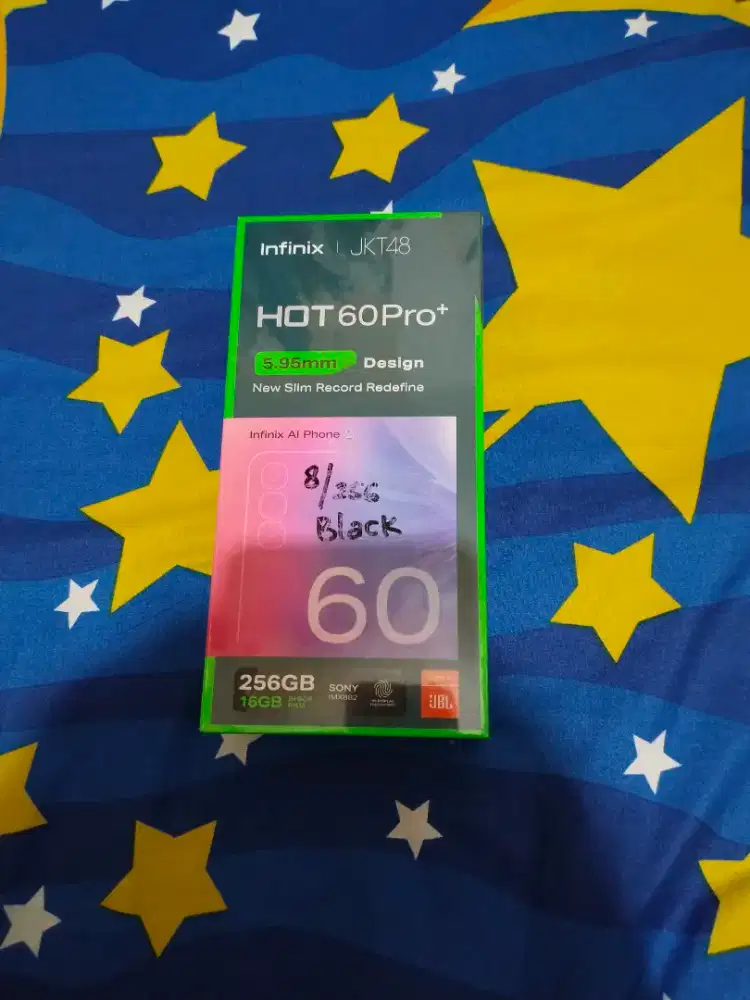 Infinix | JKT48
HOT 60 Pro+
5.95mm Design
New Slim Record Redefine
Infinix AI Phone
8/256
Black
60
256GB
16GB
SONY
JBL